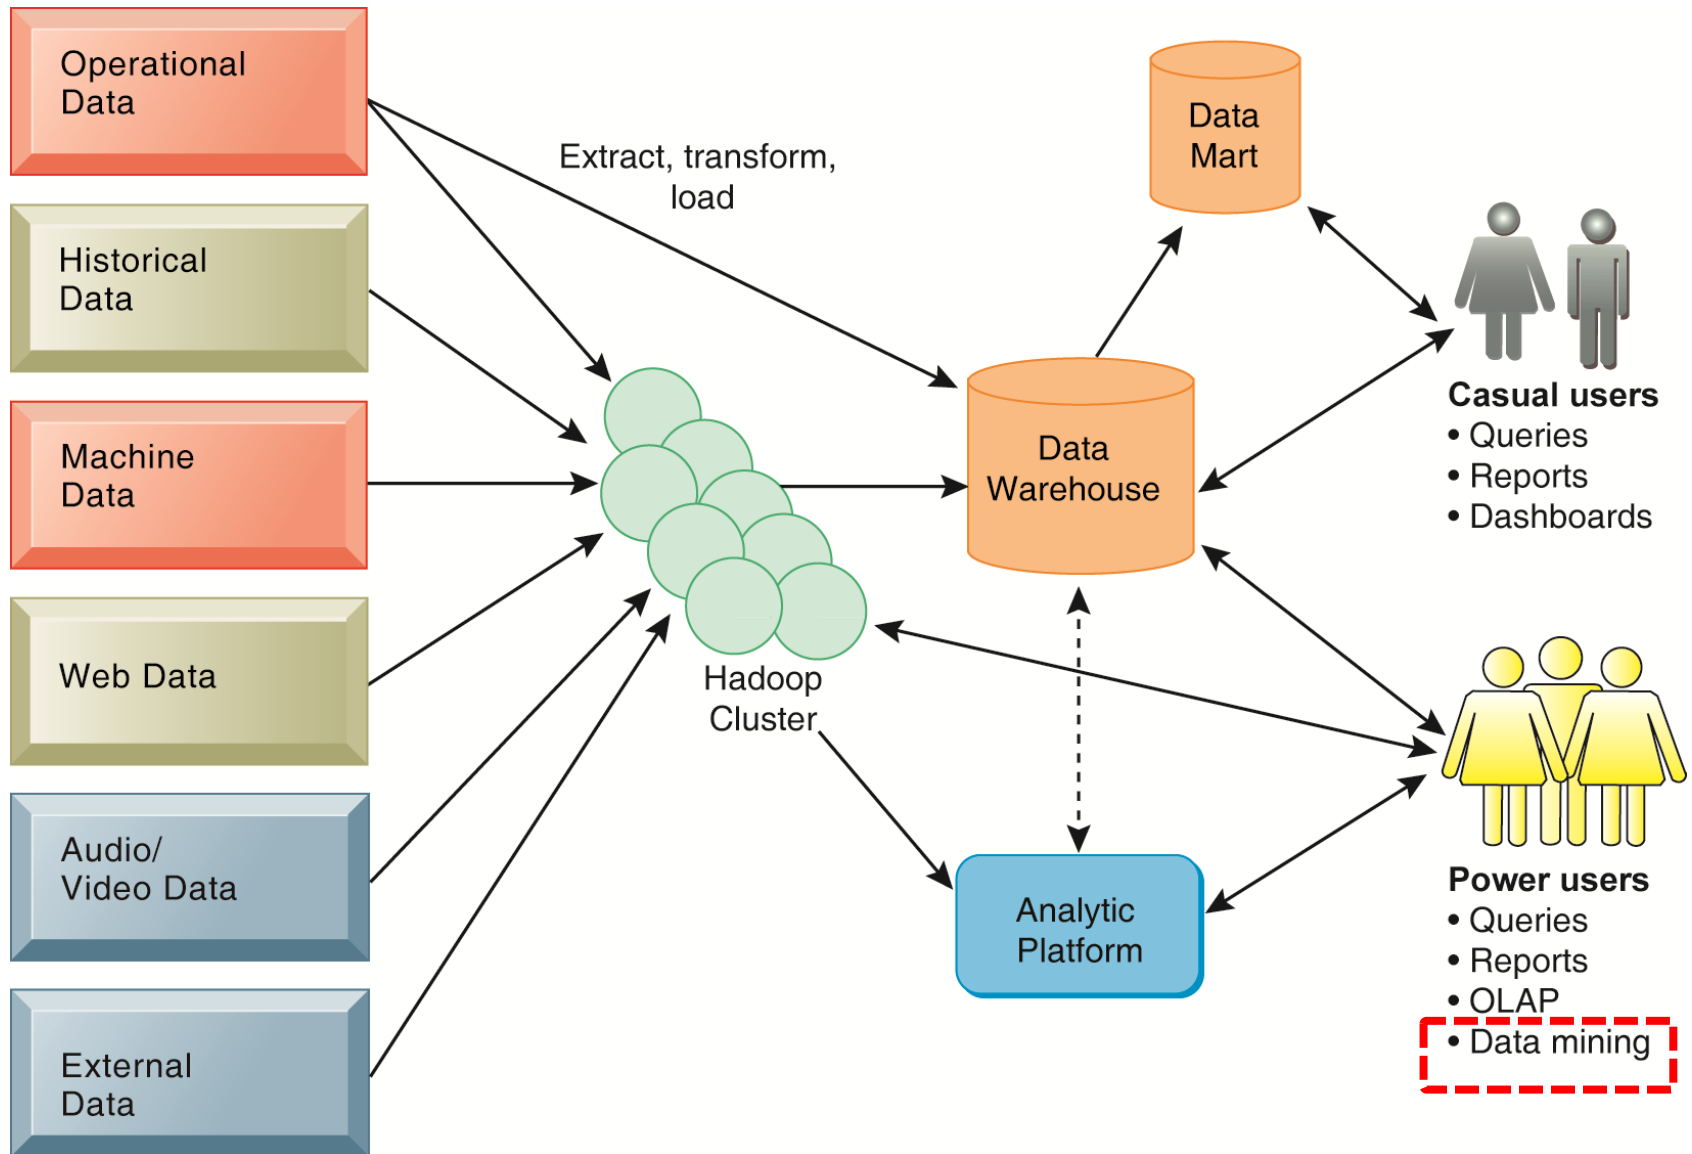 Operational
Data
Historical
Data
Machine
Data
Web Data
Audio/
Video Data
External
Data
Extract, transform,
load
Hadoop
Cluster
Data
Mart
Data
Warehouse
Analytic
Platform
Casual users
• Queries
• Reports
• Dashboards
Power users
• Queries
• Reports
• OLAP
• Data mining